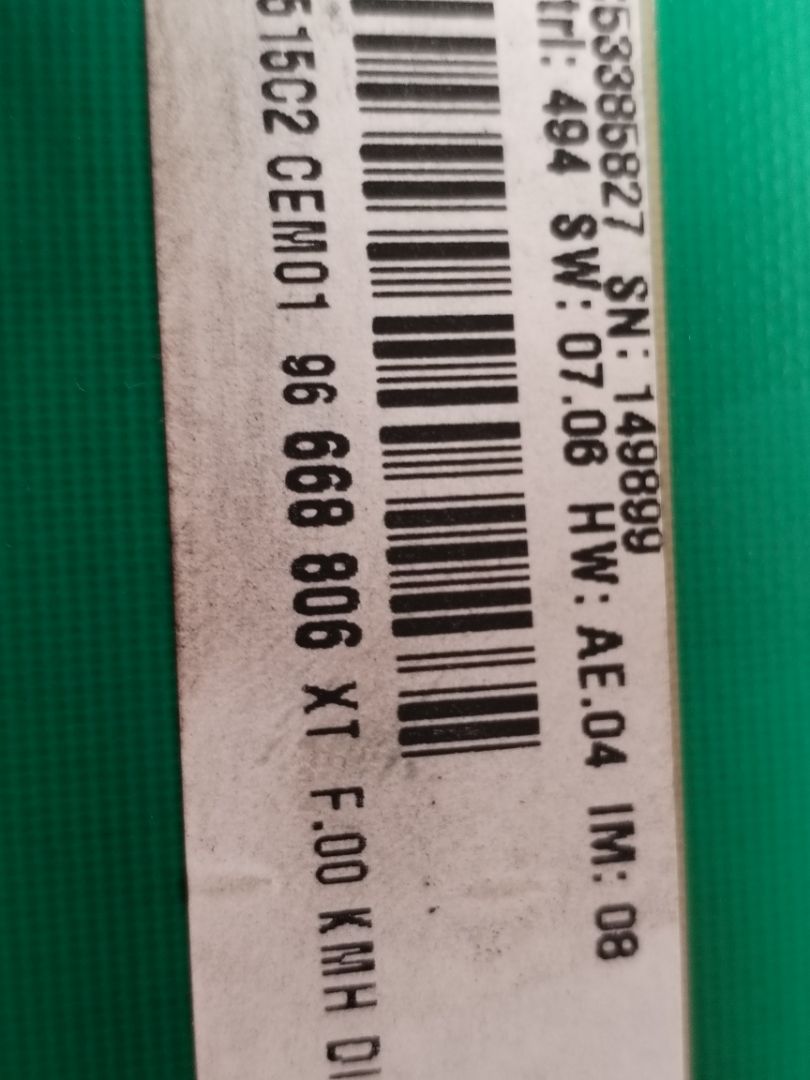 53385827 SN: 149899
trl: 494 SW: 07.06 HW: AE.04 IM: 08
515C2 CEM01 96 668 806 XT F.00 KMH